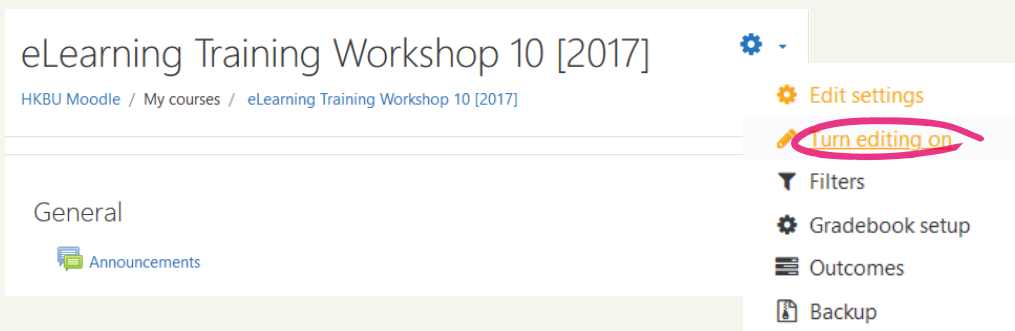 eLearning Training Workshop 10 [2017]
HKBU Moodle / My courses / eLearning Training Workshop 10 [2017]
General
Announcements
Edit settings
Turn editing on
Filters
Gradebook setup
Outcomes
Backup